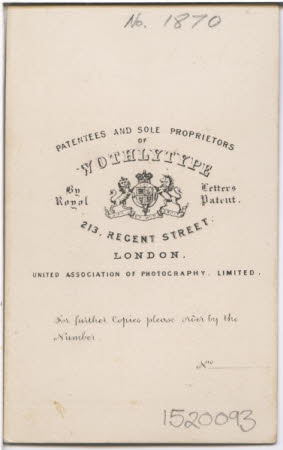 No. 1870
PATENTEES AND SOLE PROPRIETORS
OF
WOTHLYTYPE
By Royal Letters Patent.
213, REGENT STREET.
LONDON.
UNITED ASSOCIATION OF PHOTOGRAPHY. LIMITED.
For further Copies please order by the
Number.
No
1520093